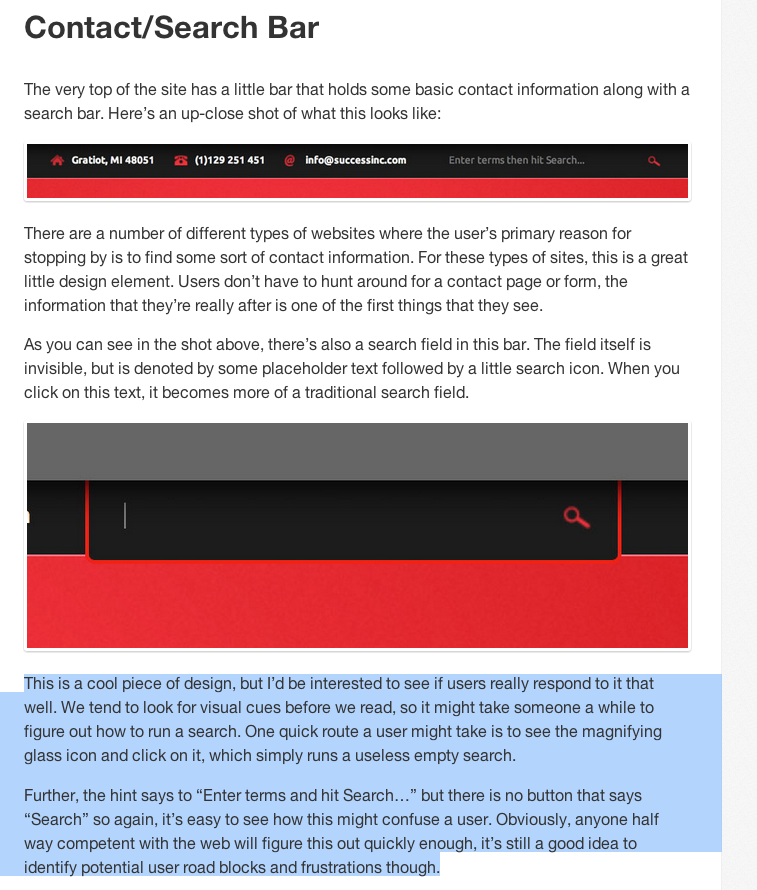 Contact/Search Bar
The very top of the site has a little bar that holds some basic contact information along with a
search bar. Here’s an up-close shot of what this looks like:
Gratiot, MI 48051 (1)129 251 451 @ info@successinc.com Enter terms then hit Search...
There are a number of different types of websites where the user’s primary reason for
stopping by is to find some sort of contact information. For these types of sites, this is a great
little design element. Users don’t have to hunt around for a contact page or form, the
information that they’re really after is one of the first things that they see.
As you can see in the shot above, there’s also a search field in this bar. The field itself is
invisible, but is denoted by some placeholder text followed by a little search icon. When you
click on this text, it becomes more of a traditional search field.
This is a cool piece of design, but I’d be interested to see if users really respond to it that
well. We tend to look for visual cues before we read, so it might take someone a while to
figure out how to run a search. One quick route a user might take is to see the magnifying
glass icon and click on it, which simply runs a useless empty search.
Further, the hint says to “Enter terms and hit Search…” but there is no button that says
“Search” so again, it’s easy to see how this might confuse a user. Obviously, anyone half
way competent with the web will figure this out quickly enough, it’s still a good idea to
identify potential user road blocks and frustrations though.